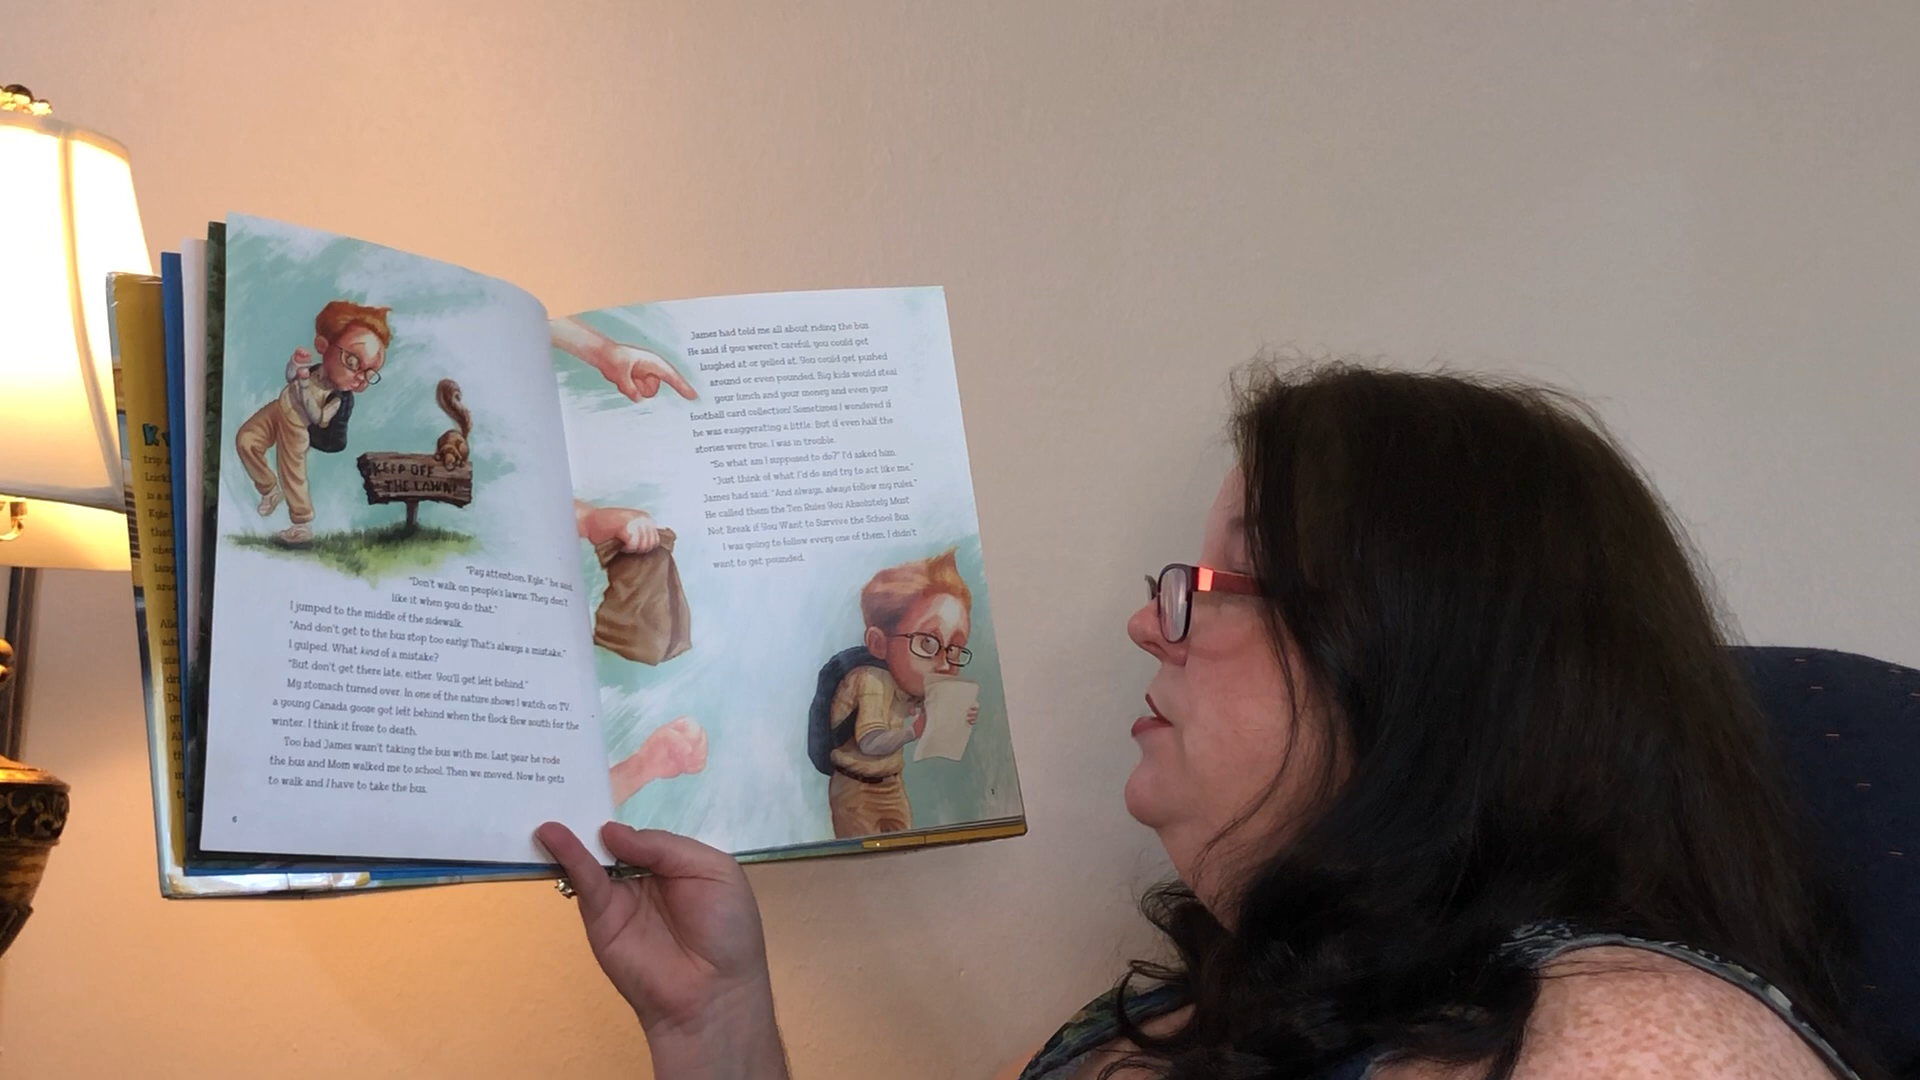 KEEP OFF
THE LAWN!
"Pay attention, Kyle," he said.
"Don't walk on people's lawns. They don't
like it when you do that."
I jumped to the middle of the sidewalk.
"And don't get to the bus stop too early! That's always a mistake."
I gulped. What kind of a mistake?
"But don't get there late, either. You'll get left behind."
My stomach turned over. In one of the nature shows I watch on TV,
a young Canada goose got left behind when the flock flew south for the
winter. I think it froze to death.
Too bad James wasn't taking the bus with me. Last year he rode
the bus and Mom walked me to school. Then we moved. Now he gets
to walk and I have to take the bus.
6
James had told me all about riding the bus.
He said if you weren't careful, you could get
laughed at or yelled at. You could get pushed
around or even pounded. Big kids would steal
your lunch and your money and even your
football card collection! Sometimes I wondered if
he was exaggerating a little. But if even half the
stories were true, I was in trouble.
"So what am I supposed to do?" I'd asked him.
"Just think of what I'd do and try to act like me,"
James had said. "And always, always follow my rules."
He called them the Ten Rules You Absolutely Must
Not Break if You Want to Survive the School Bus.
I was going to follow every one of them. I didn't
want to get pounded.
7